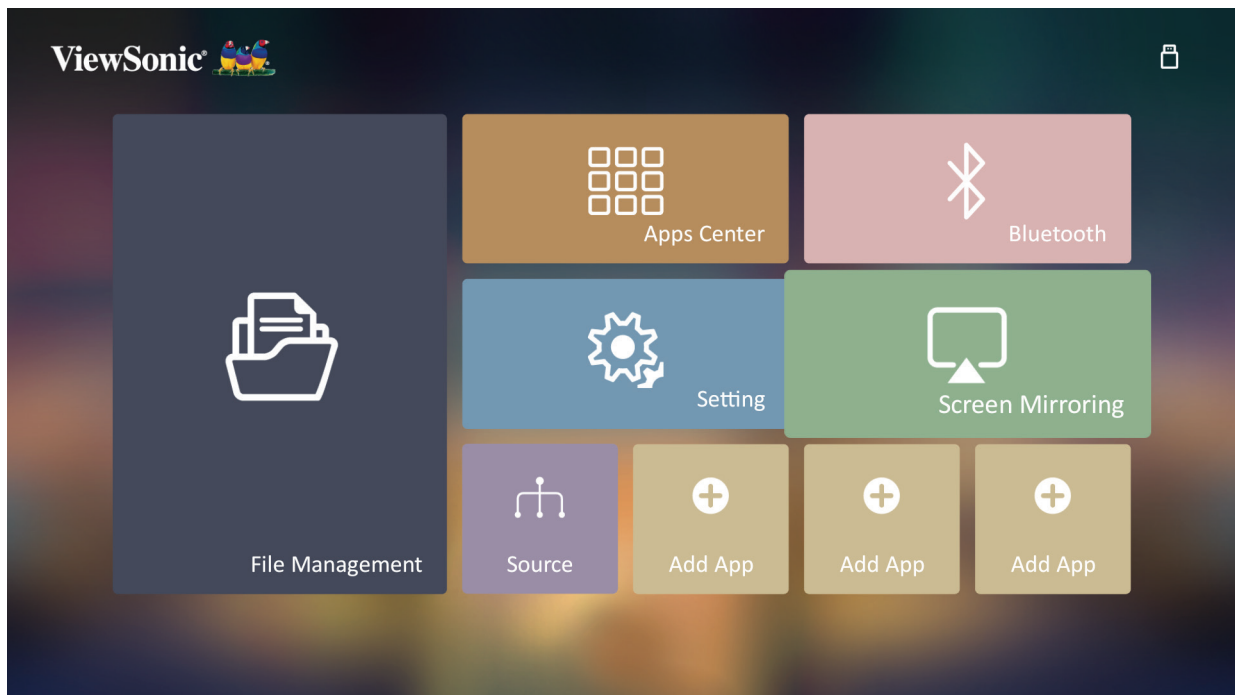 ViewSonic®
Apps Center
Bluetooth
Setting
Screen Mirroring
File Management
Source
Add App
Add App
Add App